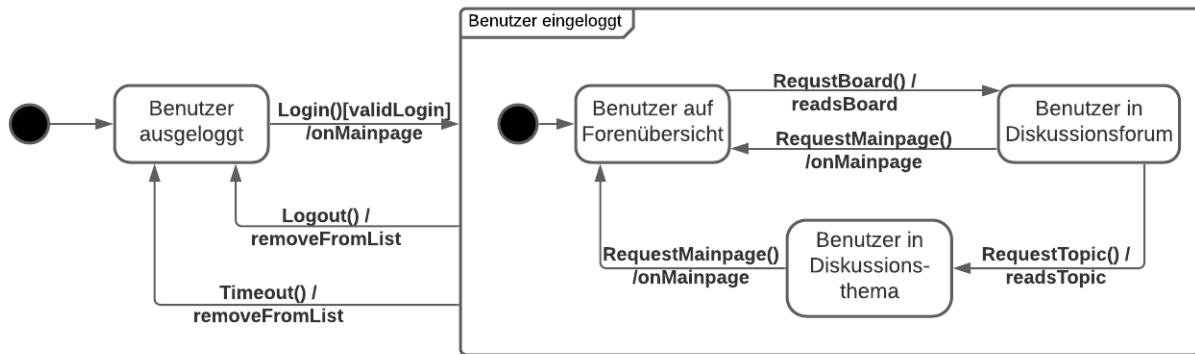 Benutzer eingeloggt
Benutzer
ausgeloggt
Login()[validLogin]
/onMainpage
Benutzer auf
Forenübersicht
RequstBoard() /
readsBoard
Benutzer in
Diskussionsforum
RequestMainpage()
/onMainpage
Logout() /
removeFromList
RequestMainpage()
/onMainpage
Benutzer in
Diskussions-
thema
RequestTopic() /
readsTopic
Timeout() /
removeFromList